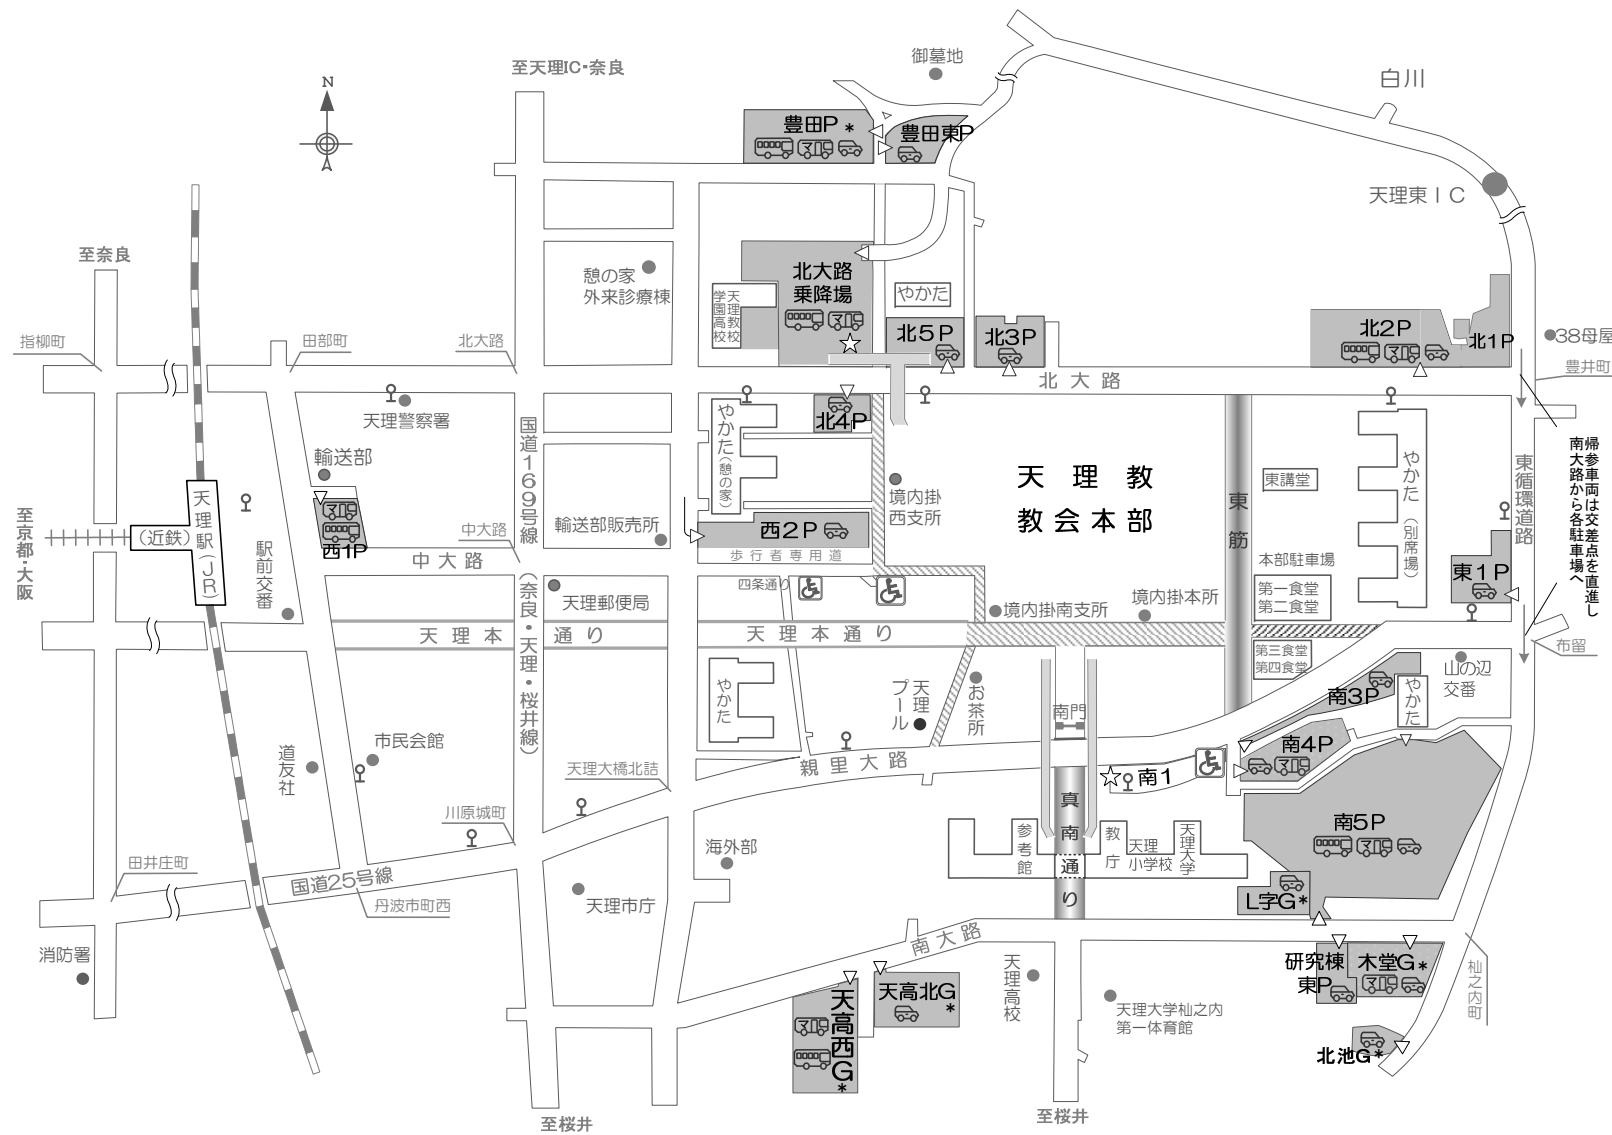 至天理IC・奈良
御墓地
白川
N
豊田P *
豊田東P
マ
天理東IC
至奈良
憩の家
外来診療棟
天理教校
学園高校
北大路
乗降場
マ
やかた
北5P
北3P
北2P
マ
北1P
38母屋
豊井町
指柳町
田部町
北大路
北大路
天理警察署
国道169号線(奈良・天理・桜井線)
やかた(憩の家)
北4P
輸送部
マ
西1P
天理駅(JR)
(近鉄)
至京都・大阪
駅前交番
中大路
中大路
輸送部販売所
西2P
歩行者専用道
境内掛
西支所
天理教
教会本部
東筋
東講堂
やかた(別席場)
東循環道路
帰参車両は交差点を直進し
南大路から各駐車場へ
本部駐車場
第一食堂
第二食堂
東1P
四条通り
天理郵便局
境内掛南支所
境内掛本所
天理本通り
天理本通り
第三食堂
第四食堂
布留
山の辺
交番
やかた
南3P
やかた
天理
プール
お茶所
南門
南4P
マ
親里大路
南1
市民会館
道友社
天理大橋北詰
川原城町
真南通り
南5P
マ
参考館
教庁
天理
小学校
天理大学
海外部
田井庄町
国道25号線
丹波市町西
天理市庁
L字G*
消防署
南大路
天高北G
*
天高西G
*
マ
天理高校
天理大学杣之内
第一体育館
研究棟
東P
木堂G*
マ
杣之内町
北池G*
至桜井
至桜井